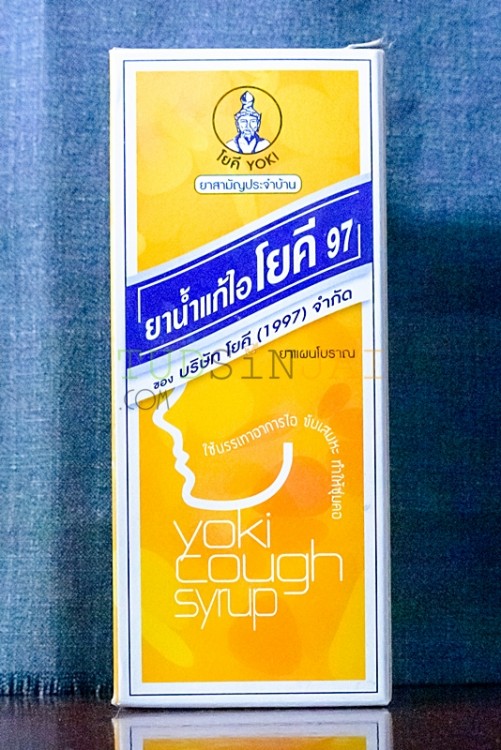 โยคี YOKI
ยาสามัญประจำบ้าน
ยาน้ำแก้ไอ โยคี 97
ของ บริษัท โยคี (1997) จำกัด
ยาแผนโบราณ
ใช้บรรเทาอาการไอ ขับเสมหะ ทำให้ชุ่มคอ
yoki
cough
syrup